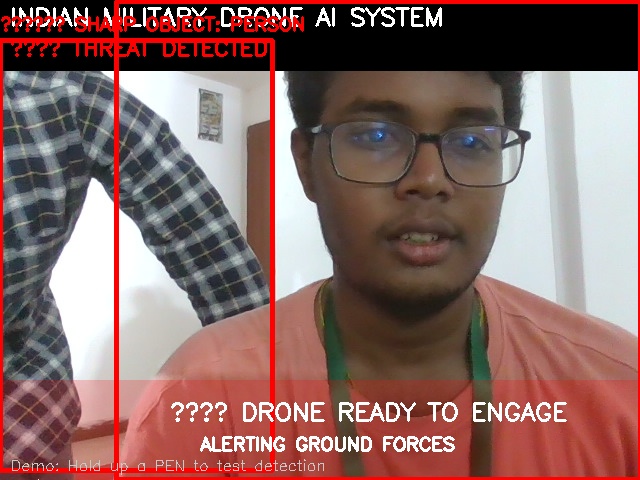 INDIAN MILITARY DRONE AI SYSTEM
?????? SHARP OBJECT: PERSON
???? THREAT DETECTED
???? DRONE READY TO ENGAGE
ALERTING GROUND FORCES
Demo: Hold up a PEN to test detection